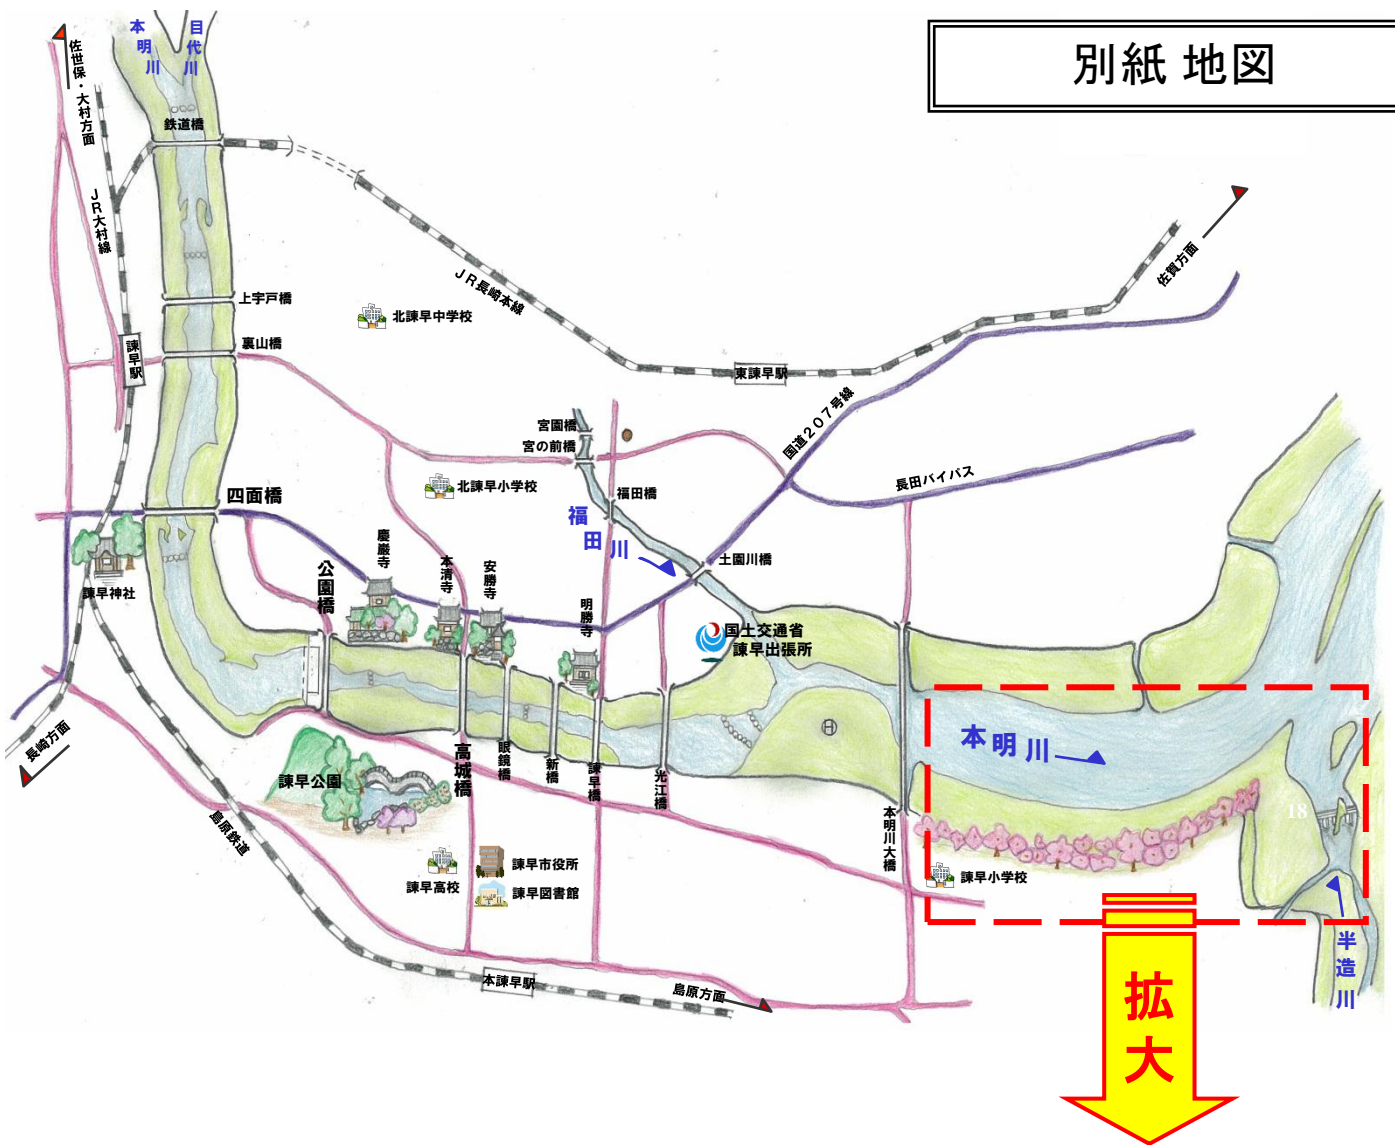 別紙 地図
本明川
目代川
佐世保・大村方面
鉄道橋
JR大村線
佐賀方面
JR長崎本線
上宇戸橋
北諫早中学校
裏山橋
諫早駅
東諫早駅
国道207号線
宮園橋
宮の前橋
長田バイパス
北諫早小学校
福田橋
四面橋
福田川
慶巌寺
本清寺
安勝寺
土園川橋
公園橋
諫早神社
明勝寺
国土交通省
諫早出張所
H
本明川
長崎方面
諫早公園
高城橋
眼鏡橋
新橋
諫早橋
光江橋
本明川大橋
18
島原鉄道
諫早市役所
諫早高校
諫早図書館
諫早小学校
半造川
本諫早駅
島原方面
拡大